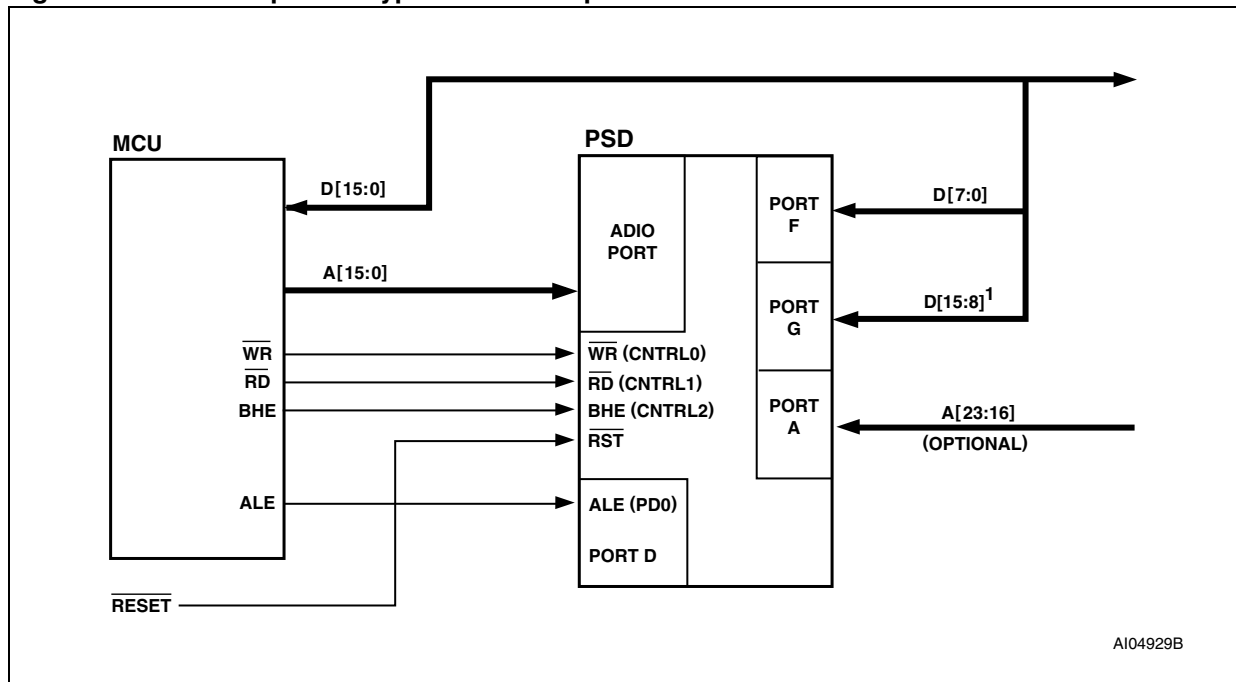 MCU
PSD
D[15:0]
A[15:0]
WR
RD
BHE
ALE
RESET
ADIO
PORT
WR (CNTRL0)
RD (CNTRL1)
BHE (CNTRL2)
RST
ALE (PD0)
PORT D
PORT
F
PORT
G
PORT
A
D[7:0]
D[15:8]1
A[23:16]
(OPTIONAL)
AI04929B